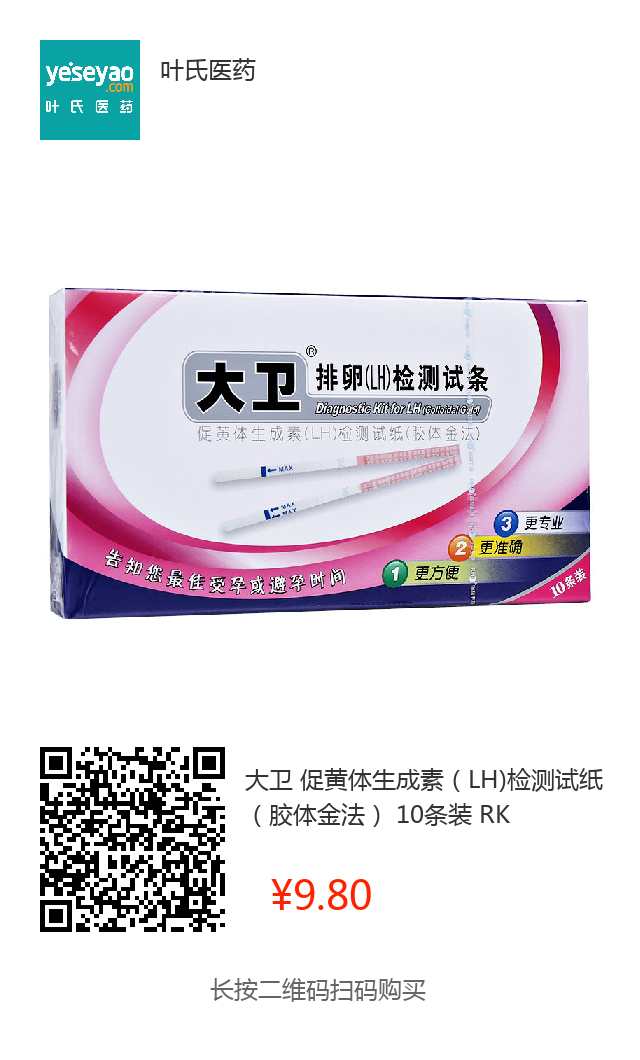 yeseyao
.com
叶氏医药
叶氏医药
大卫®
排卵(LH)检测试条
Diagnostic Kit for LH (Colloidal Gold)
促黄体生成素(LH)检测试纸(胶体金法)
MAX
MAX
MAX
3 更专业
2 更准确
1 更方便
告知您最佳受孕或避孕时间
10条装
大卫 促黄体生成素（LH)检测试纸
（胶体金法） 10条装 RK
¥9.80
长按二维码扫码购买